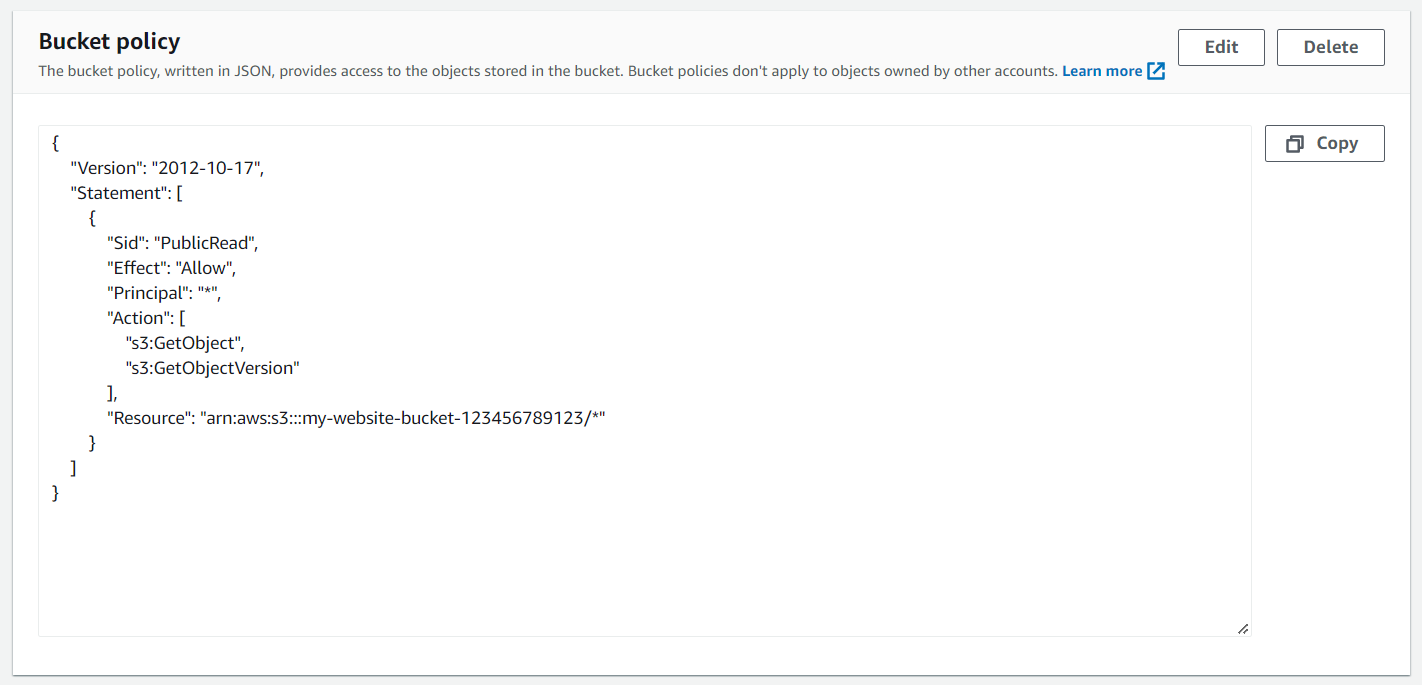 Bucket policy
Edit
Delete
The bucket policy, written in JSON, provides access to the objects stored in the bucket. Bucket policies don't apply to objects owned by other accounts. Learn more
Copy
{
"Version": "2012-10-17",
"Statement": [
{
"Sid": "PublicRead",
"Effect": "Allow",
"Principal": "*",
"Action": [
"s3:GetObject",
"s3:GetObjectVersion"
],
"Resource": "arn:aws:s3:::my-website-bucket-123456789123/*"
}
]
}